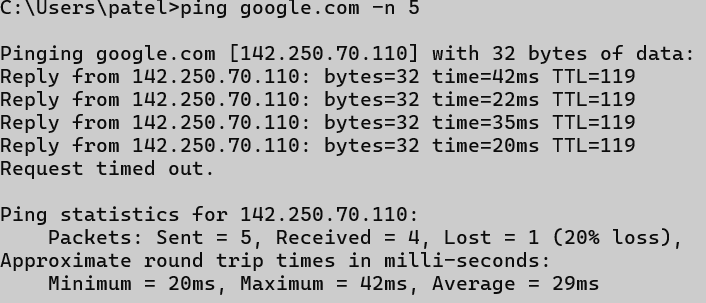 C:\Users\patel>ping google.com -n 5
Pinging google.com [142.250.70.110] with 32 bytes of data:
Reply from 142.250.70.110: bytes=32 time=42ms TTL=119
Reply from 142.250.70.110: bytes=32 time=22ms TTL=119
Reply from 142.250.70.110: bytes=32 time=35ms TTL=119
Reply from 142.250.70.110: bytes=32 time=20ms TTL=119
Request timed out.
Ping statistics for 142.250.70.110:
    Packets: Sent = 5, Received = 4, Lost = 1 (20% loss),
Approximate round trip times in milli-seconds:
    Minimum = 20ms, Maximum = 42ms, Average = 29ms